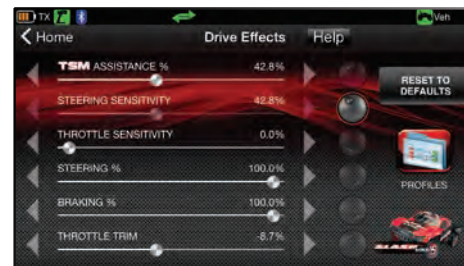 TX Veh
Home Drive Effects Help
TSM ASSISTANCE % 42.8%
RESET TO DEFAULTS
STEERING SENSITIVITY 42.8%
THROTTLE SENSITIVITY 0.0%
STEERING % 100.0%
PROFILES
BRAKING % 100.0%
THROTTLE TRIM -8.7%
SLASH